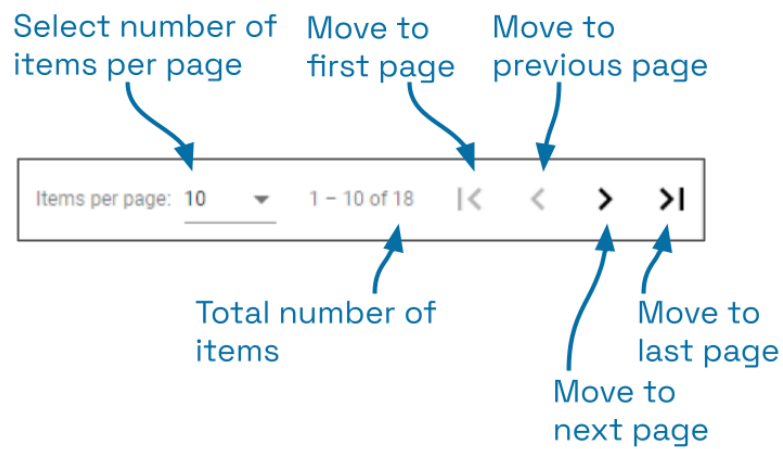 Select number of
items per page
Move to
first page
Move to
previous page
Items per page: 10 1 – 10 of 18
Total number of
items
Move to
last page
Move to
next page